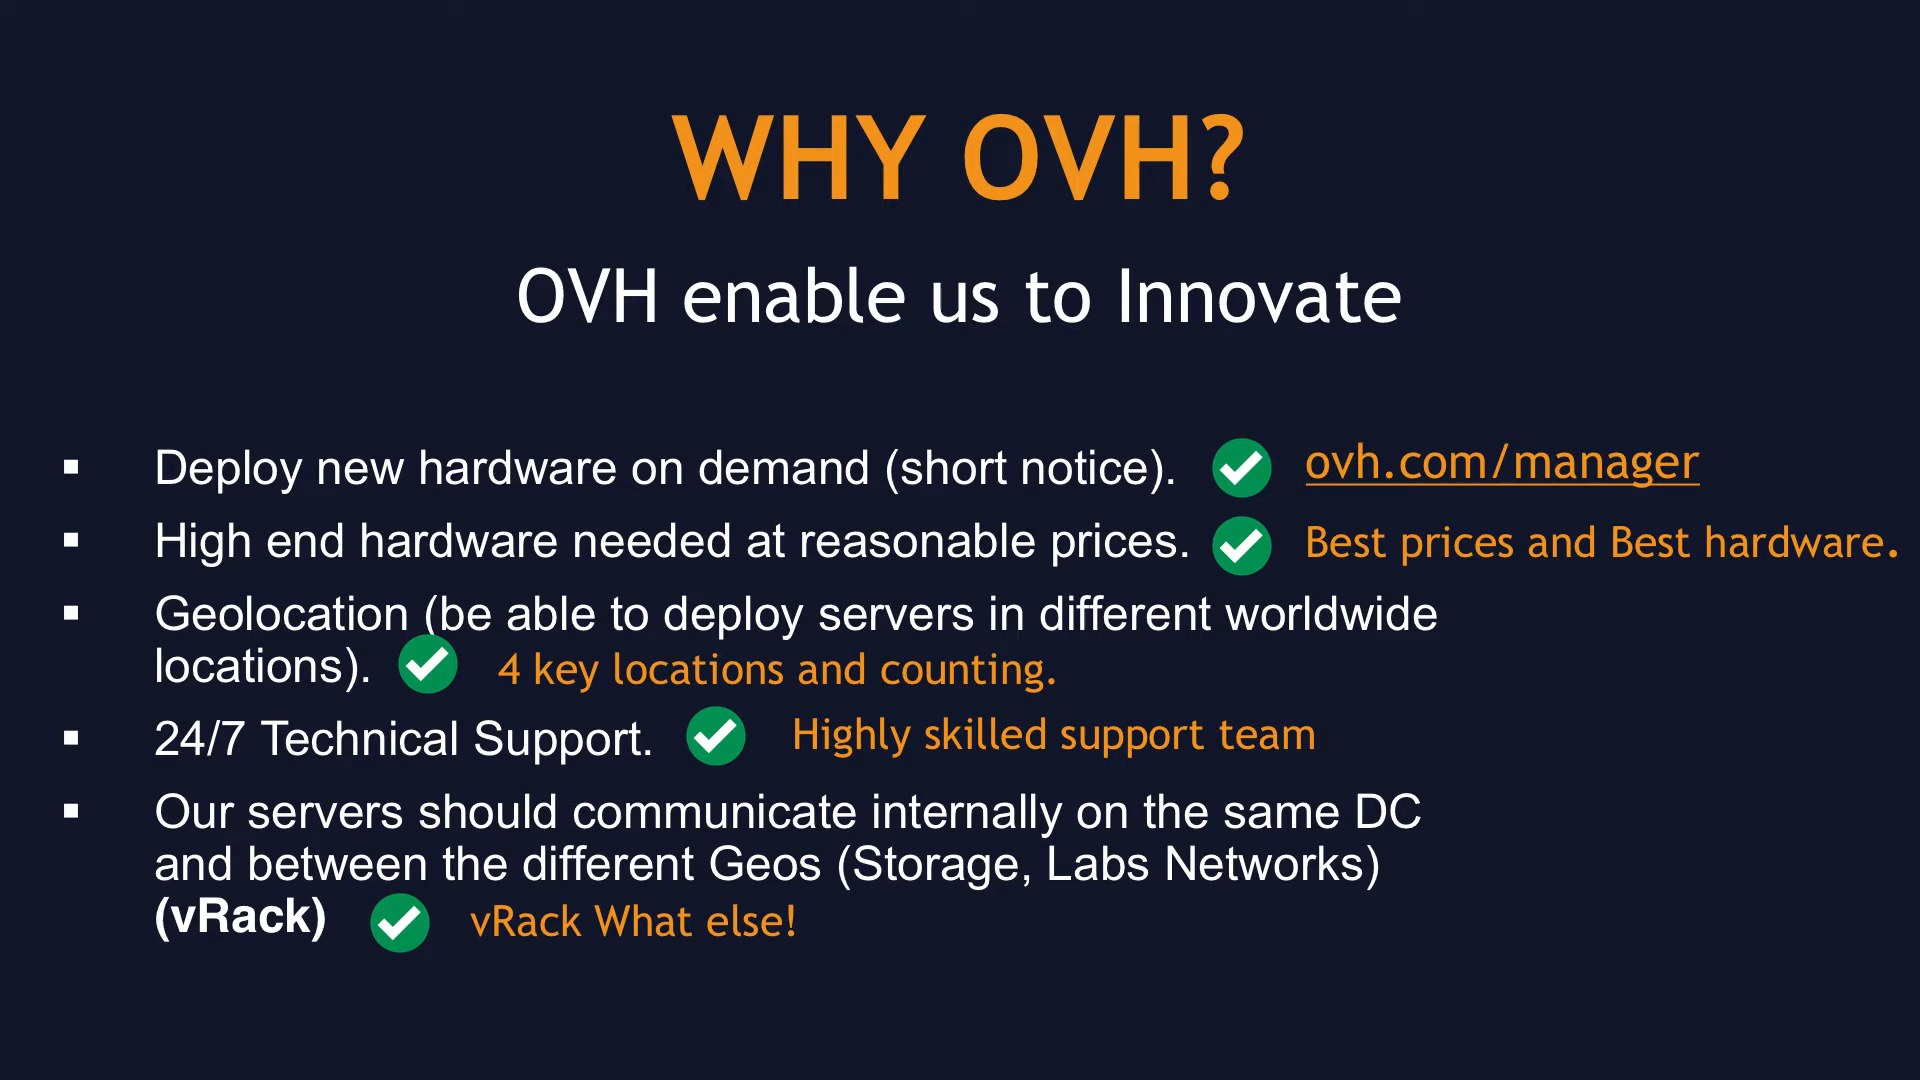 WHY OVH?
OVH enable us to Innovate
▪ Deploy new hardware on demand (short notice). ovh.com/manager
▪ High end hardware needed at reasonable prices. Best prices and Best hardware.
▪ Geolocation (be able to deploy servers in different worldwide
locations). 4 key locations and counting.
▪ 24/7 Technical Support. Highly skilled support team
▪ Our servers should communicate internally on the same DC
and between the different Geos (Storage, Labs Networks)
(vRack) vRack What else!